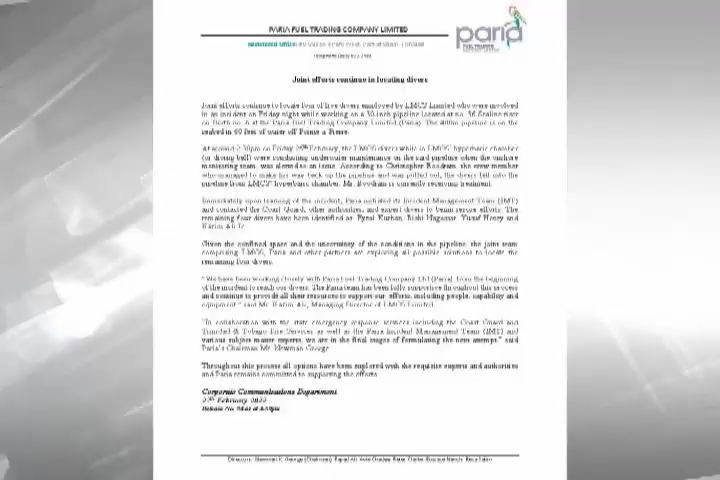 PARIA FUEL TRADING COMPANY LIMITED
paria
FUEL TRADING
Joint efforts continue in locating divers
Joint efforts continue to locate four of five divers employed by LMCS Limited who were involved
in an incident on Friday night while working on a 30-inch pipeline located at no. 36 Sealine riser
on Berth no. 6 at the Paria Fuel Trading Company Limited (Paria). The pipeline is on the
seabed in 60 feet of water off Pointe a Pierre.
February, the LMCS divers while in LMCS' hyperbaric chamber
(or diving bell) were conducting underwater maintenance on the said pipeline when the onshore
monitoring team, was alerted to an issue. According to Christopher Boodram, the crew member
who managed to make his way back up the pipeline and was pulled out, the divers fell into the
pipeline from LMCS' hyperbaric chamber. Mr. Boodram is currently receiving treatment.
Immediately upon learning of the incident, Paria activated its Incident Management Team (IMT)
and contacted the Coast Guard, other authorities, and expert divers to begin rescue efforts. The
remaining four divers have been identified as: Fyzal Kurban, Rishi Nagassar, Yusuf Henry and
Kazim Ali Jr.
Given the confined space and the uncertainty of the conditions in the pipeline, the joint team
comprising LMCS, Paria and other partners are exploring all possible solutions to locate the
remaining four divers.
"We have been working closely with Paria Fuel Trading Company Ltd (Paria) from the beginning
of the incident to reach our divers. The Paria team has been fully supportive throughout this process
and continue to provide all their resources to support our efforts, including people, capability and
equipment" said Mr. Kazim Ali, Managing Director of LMCS Limited.
"In collaboration with the state emergency response services including the Coast Guard and
Trinidad & Tobago Fire Services as well as the Paria Incident Management Team (IMT) and
various subject matter experts, we are in the final stages of formulating the next attempt." said
Paria's Chairman Mr. Newman George.
Throughout this process all options have been explored with the requisite experts and authorities
and Paria remains committed to supporting the efforts.
Corporate Communications Department
February 2022